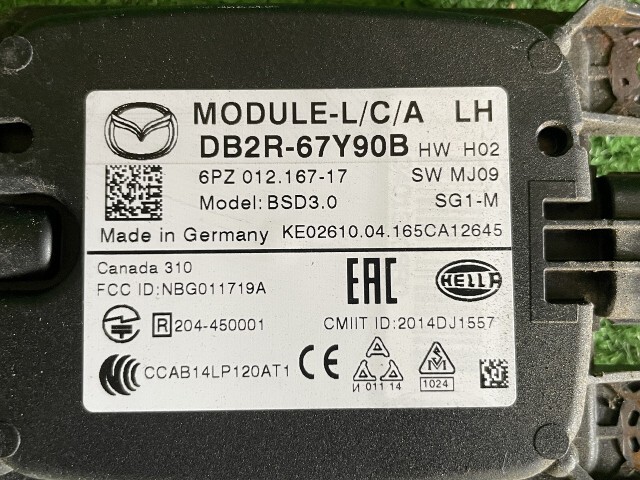 MODULE-L/C/A LH
DB2R-67Y90B HW H02
6PZ 012.167-17 SW MJ09
Model: BSD3.0 SG1-M
Made in Germany KE02610.04.165CA12645
Canada 310
FCC ID:NBG011719A
EAC
HELLA
R 204-450001
CMIIT ID:2014DJ1557
CCAB14LP120AT1
CE
И 011 14
1024